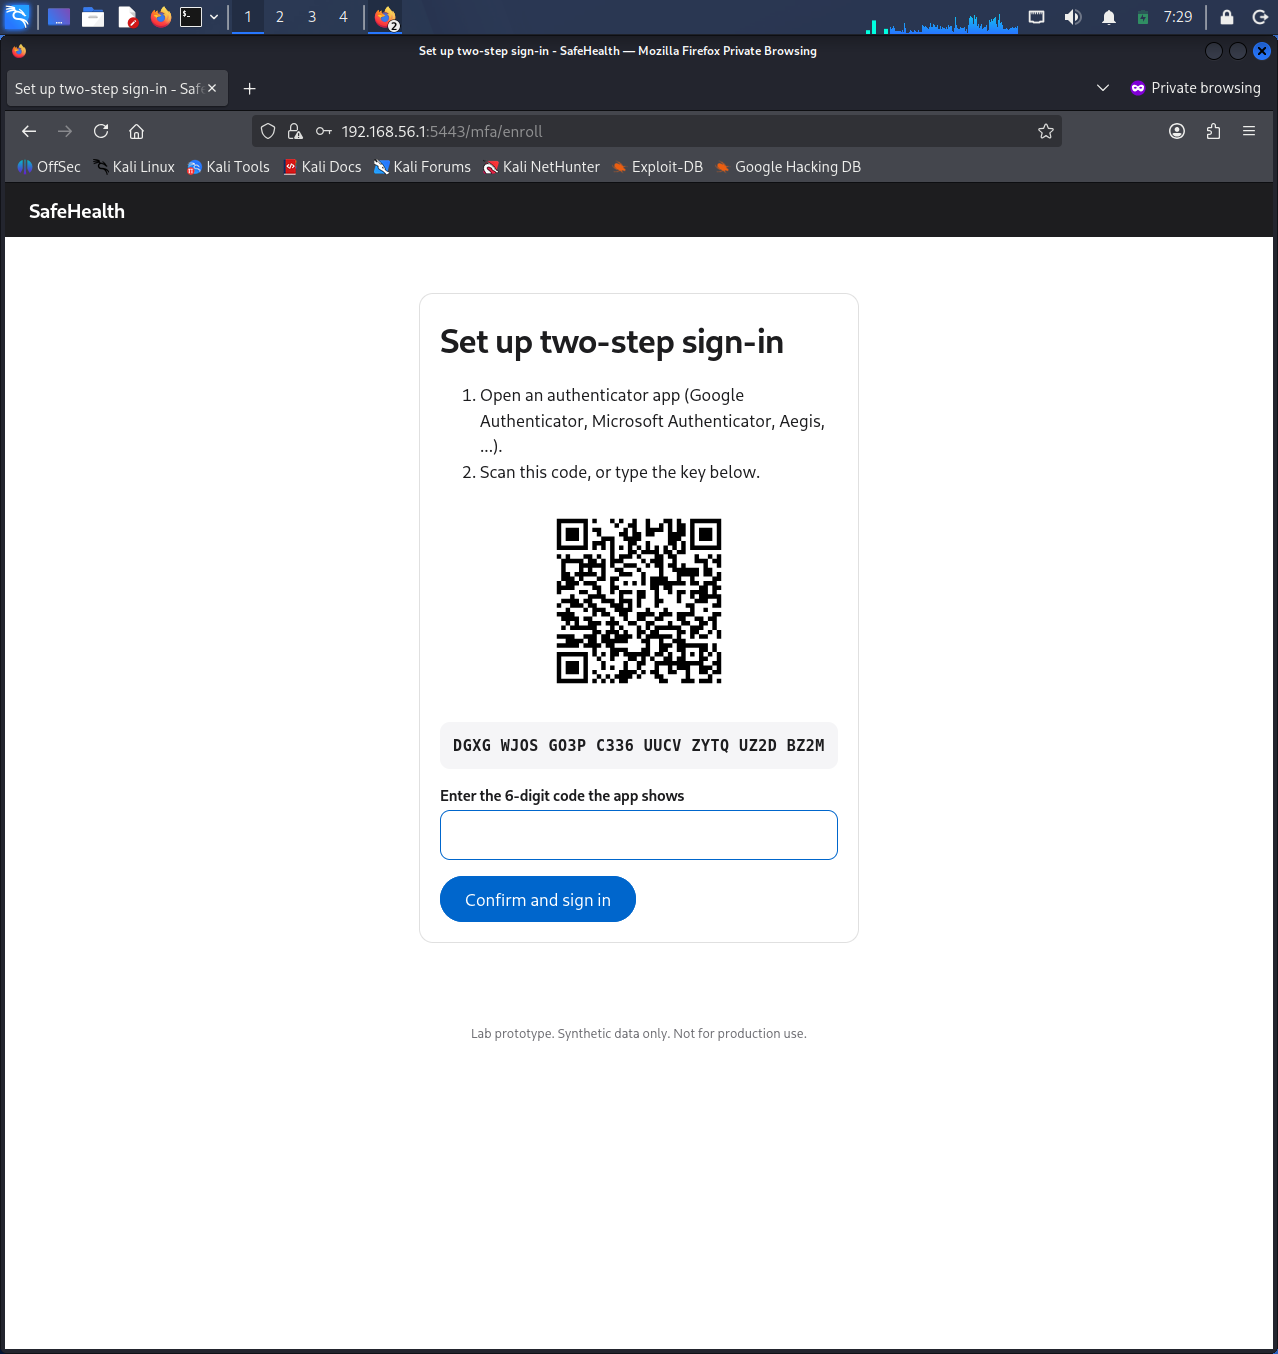 1 2 3 4 2 7:29
Set up two-step sign-in - SafeHealth — Mozilla Firefox Private Browsing
Set up two-step sign-in - Saf Private browsing
192.168.56.1:5443/mfa/enroll
OffSec Kali Linux Kali Tools Kali Docs Kali Forums Kali NetHunter Exploit-DB Google Hacking DB
SafeHealth
Set up two-step sign-in
1. Open an authenticator app (Google
Authenticator, Microsoft Authenticator, Aegis,
...).
2. Scan this code, or type the key below.
DGXG WJOS GO3P C336 UUCV ZYTQ UZ2D BZ2M
Enter the 6-digit code the app shows
Confirm and sign in
Lab prototype. Synthetic data only. Not for production use.